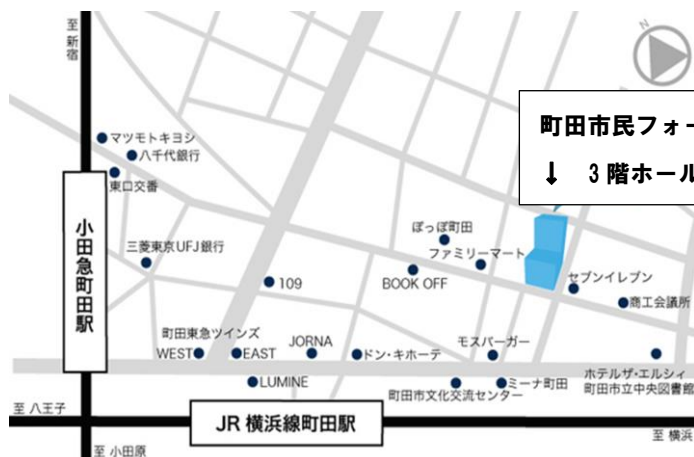 至 新宿
N
町田市民フォー
↓ 3階ホール
マツモトキヨシ
八千代銀行
東口交番
小田急町田駅
ぽっぽ町田
三菱東京UFJ銀行
ファミリーマート
109
BOOK OFF
セブンイレブン
商工会議所
町田東急ツインズ
WEST
EAST
JORNA
ドン・キホーテ
モスバーガー
LUMINE
町田市文化交流センター
ミーナ町田
ホテルザ・エルシィ
町田市立中央図書館
至 八王子
JR 横浜線町田駅
至 横浜
至 小田原